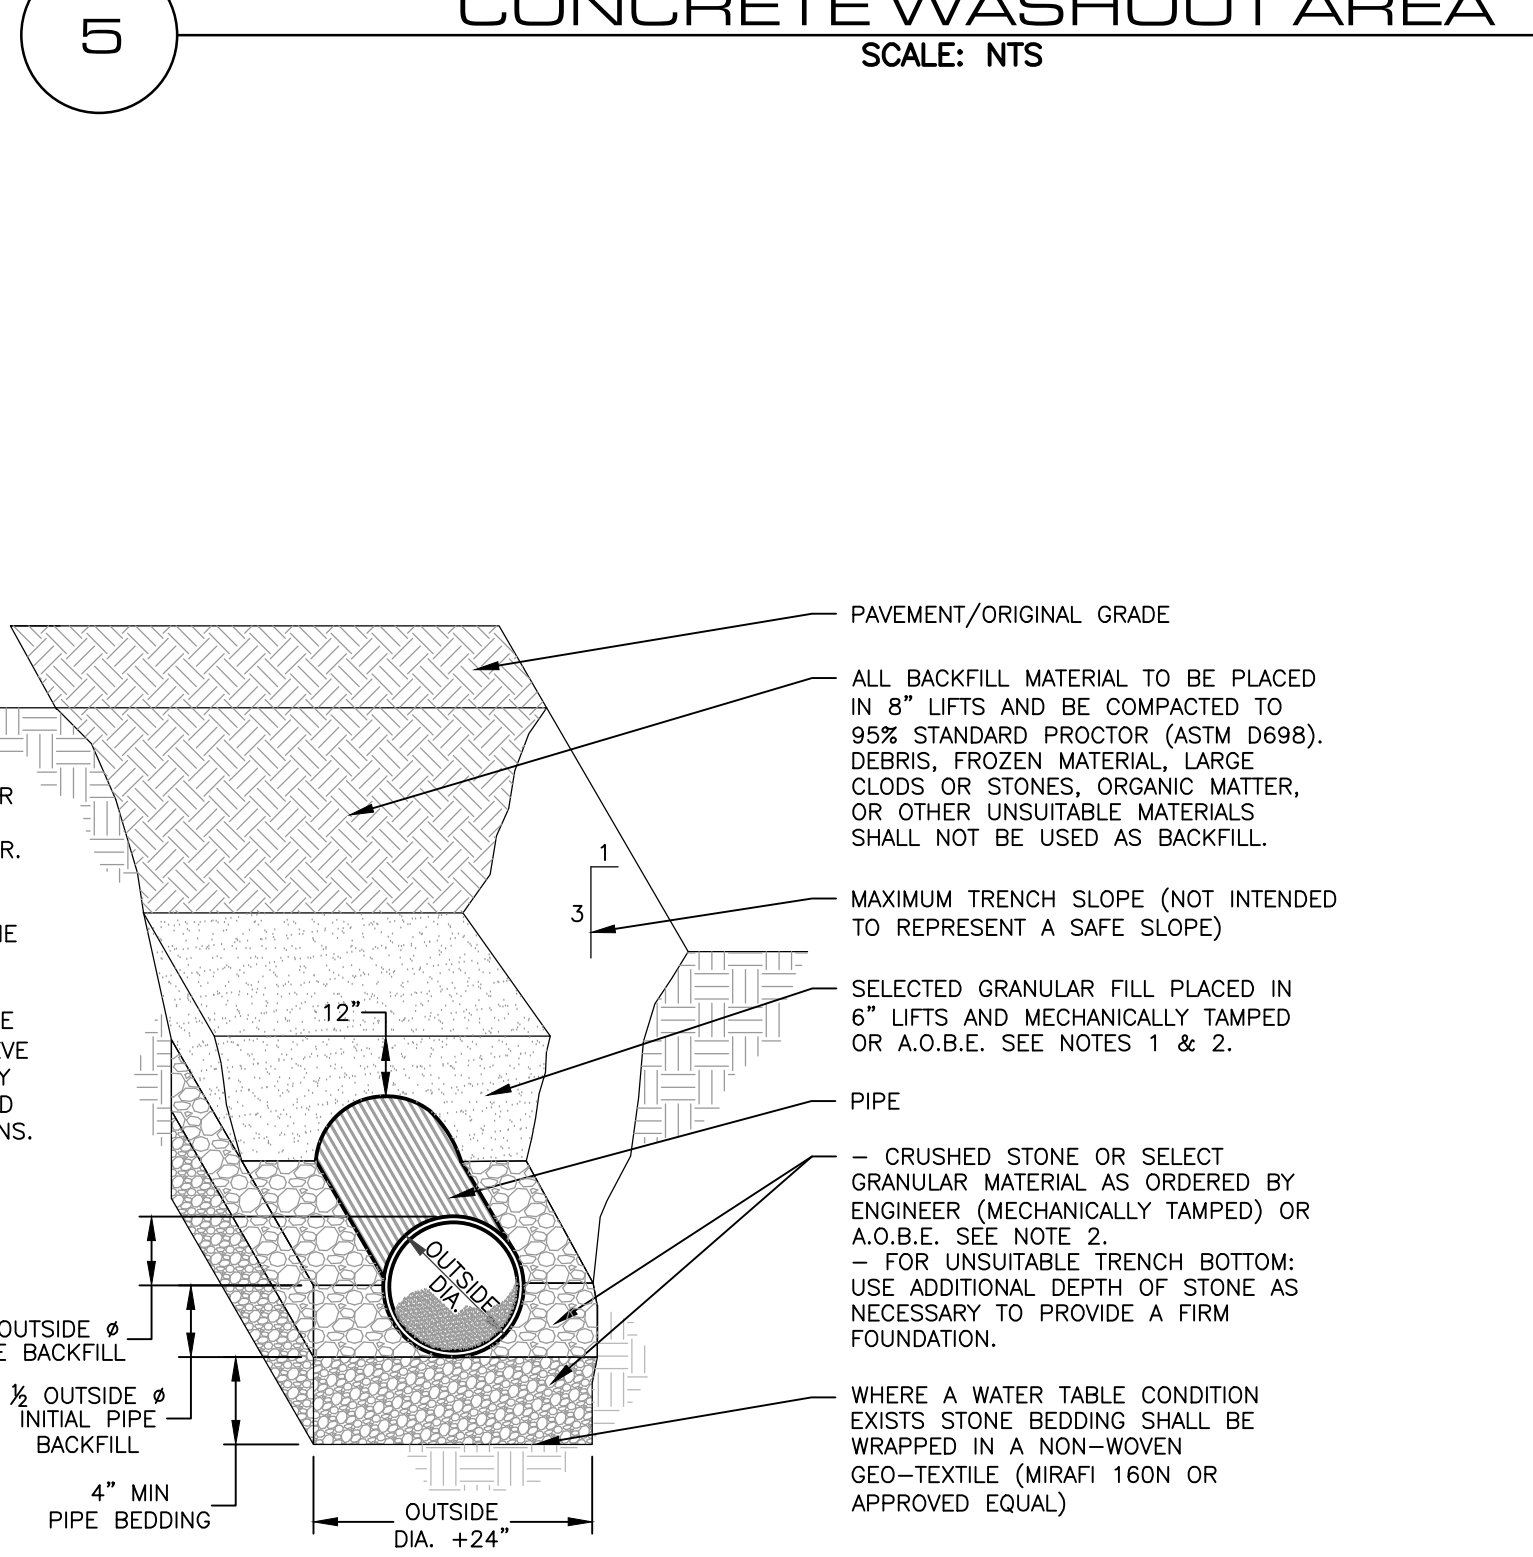 5
CONCRETE WASHOUT AREA
SCALE: NTS
PAVEMENT/ORIGINAL GRADE
ALL BACKFILL MATERIAL TO BE PLACED
IN 8" LIFTS AND BE COMPACTED TO
95% STANDARD PROCTOR (ASTM D698).
DEBRIS, FROZEN MATERIAL, LARGE
CLODS OR STONES, ORGANIC MATTER,
OR OTHER UNSUITABLE MATERIALS
SHALL NOT BE USED AS BACKFILL.
1
3
MAXIMUM TRENCH SLOPE (NOT INTENDED
TO REPRESENT A SAFE SLOPE)
12"
SELECTED GRANULAR FILL PLACED IN
6" LIFTS AND MECHANICALLY TAMPED
OR A.O.B.E. SEE NOTES 1 & 2.
PIPE
– CRUSHED STONE OR SELECT
GRANULAR MATERIAL AS ORDERED BY
ENGINEER (MECHANICALLY TAMPED) OR
A.O.B.E. SEE NOTE 2.
– FOR UNSUITABLE TRENCH BOTTOM:
USE ADDITIONAL DEPTH OF STONE AS
NECESSARY TO PROVIDE A FIRM
FOUNDATION.
OUTSIDE
DIA.
OUTSIDE ø
BACKFILL
½ OUTSIDE ø
INITIAL PIPE
BACKFILL
4" MIN
PIPE BEDDING
OUTSIDE
DIA. +24"
WHERE A WATER TABLE CONDITION
EXISTS STONE BEDDING SHALL BE
WRAPPED IN A NON–WOVEN
GEO–TEXTILE (MIRAFI 160N OR
APPROVED EQUAL)